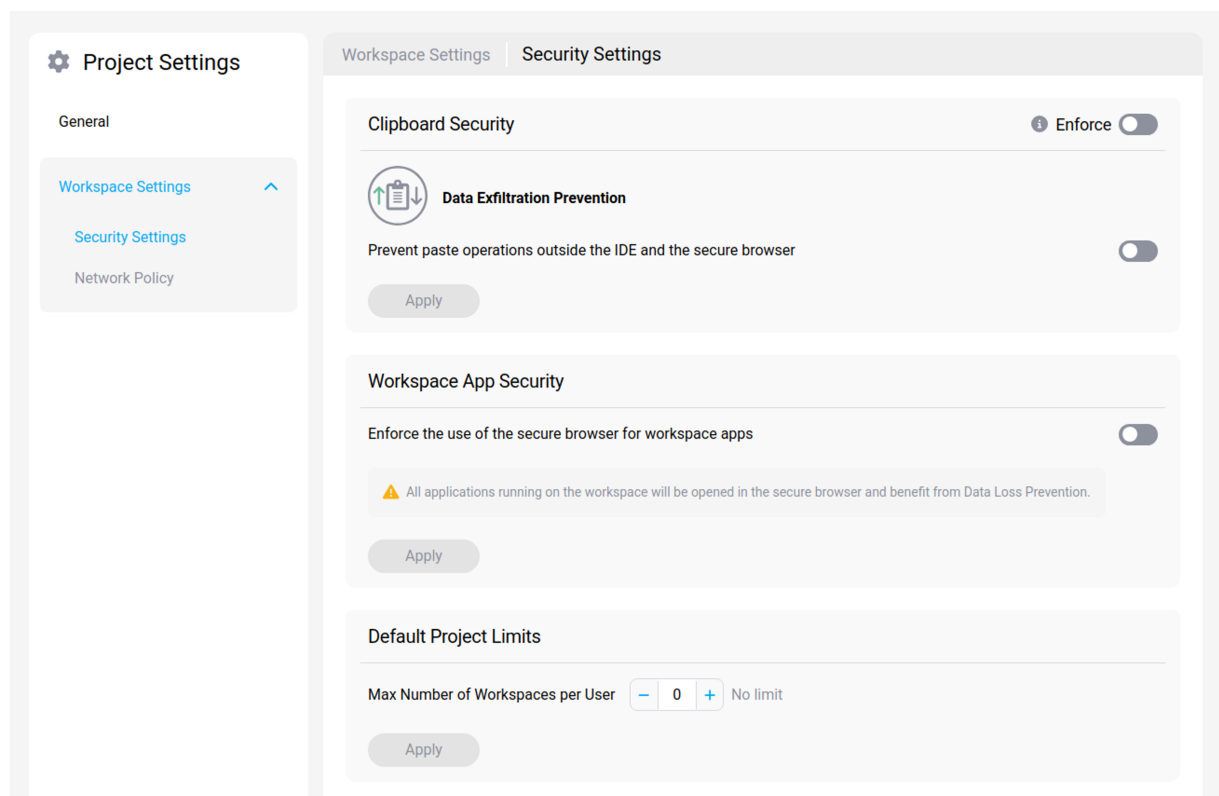 Project Settings
General
Workspace Settings
Security Settings
Network Policy
Workspace Settings
Security Settings
Clipboard Security
Enforce
Data Exfiltration Prevention
Prevent paste operations outside the IDE and the secure browser
Apply
Workspace App Security
Enforce the use of the secure browser for workspace apps
All applications running on the workspace will be opened in the secure browser and benefit from Data Loss Prevention.
Apply
Default Project Limits
Max Number of Workspaces per User − 0 + No limit
Apply